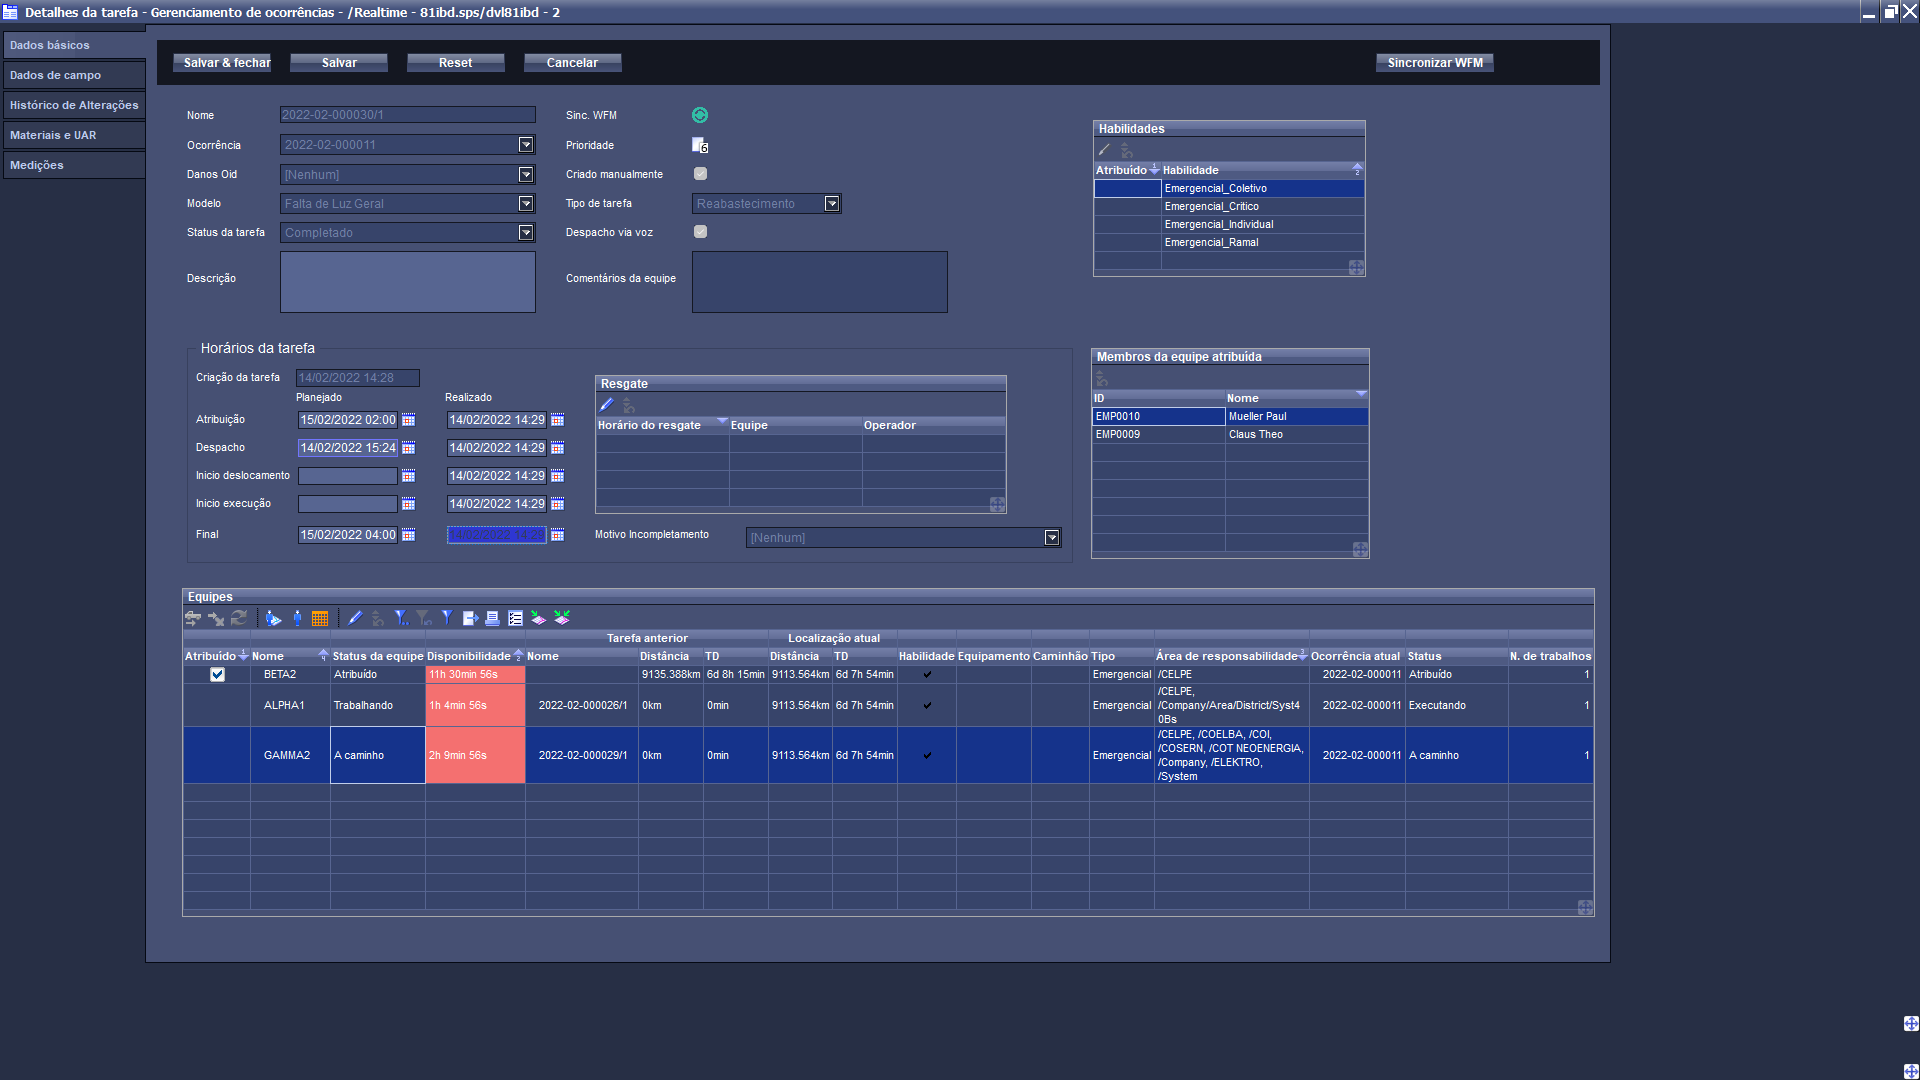 Detalhes da tarefa - Gerenciamento de ocorrências - /Realtime - 81ibd.sps/dvl81ibd - 2
Dados básicos
Dados de campo
Histórico de Alterações
Materiais e UAR
Medições
Salvar & fechar
Salvar
Reset
Cancelar
Sincronizar WFM
Nome 2022-02-000030/1
Ocorrência 2022-02-000011
Danos Oid [Nenhum]
Modelo Falta de Luz Geral
Status da tarefa Completado
Descrição
Sinc. WFM
Prioridade 6
Criado manualmente
Tipo de tarefa Reabastecimento
Despacho via voz
Comentários da equipe
Habilidades
Atribuído 1 Habilidade 2
Emergencial_Coletivo
Emergencial_Critico
Emergencial_Individual
Emergencial_Ramal
Horários da tarefa
Criação da tarefa 14/02/2022 14:28
Planejado Realizado
Atribuição 15/02/2022 02:00 14/02/2022 14:29
Despacho 14/02/2022 15:24 14/02/2022 14:29
Inicio deslocamento 14/02/2022 14:29
Inicio execução 14/02/2022 14:29
Final 15/02/2022 04:00
Resgate
Horário do resgate Equipe Operador
Motivo Incompletamento [Nenhum]
Membros da equipe atribuída
ID Nome
EMP0010 Mueller Paul
EMP0009 Claus Theo
Equipes
Tarefa anterior Localização atual
Atribuído 1 Nome 4 Status da equipe Disponibilidade 2 Nome Distância TD Distância TD Habilidade Equipamento Caminhão Tipo Área de responsabilidade 3 Ocorrência atual Status N. de trabalhos
BETA2 Atribuído 11h 30min 56s 9135.388km 6d 8h 15min 9113.564km 6d 7h 54min Emergencial /CELPE 2022-02-000011 Atribuído 1
ALPHA1 Trabalhando 1h 4min 56s 2022-02-000026/1 0km 0min 9113.564km 6d 7h 54min Emergencial /CELPE,
/Company/Area/District/Syst4
0Bs 2022-02-000011 Executando 1
GAMMA2 A caminho 2h 9min 56s 2022-02-000029/1 0km 0min 9113.564km 6d 7h 54min Emergencial /CELPE, /COELBA, /COI,
/COSERN, /COT NEOENERGIA,
/Company, /ELEKTRO,
/System 2022-02-000011 A caminho 1